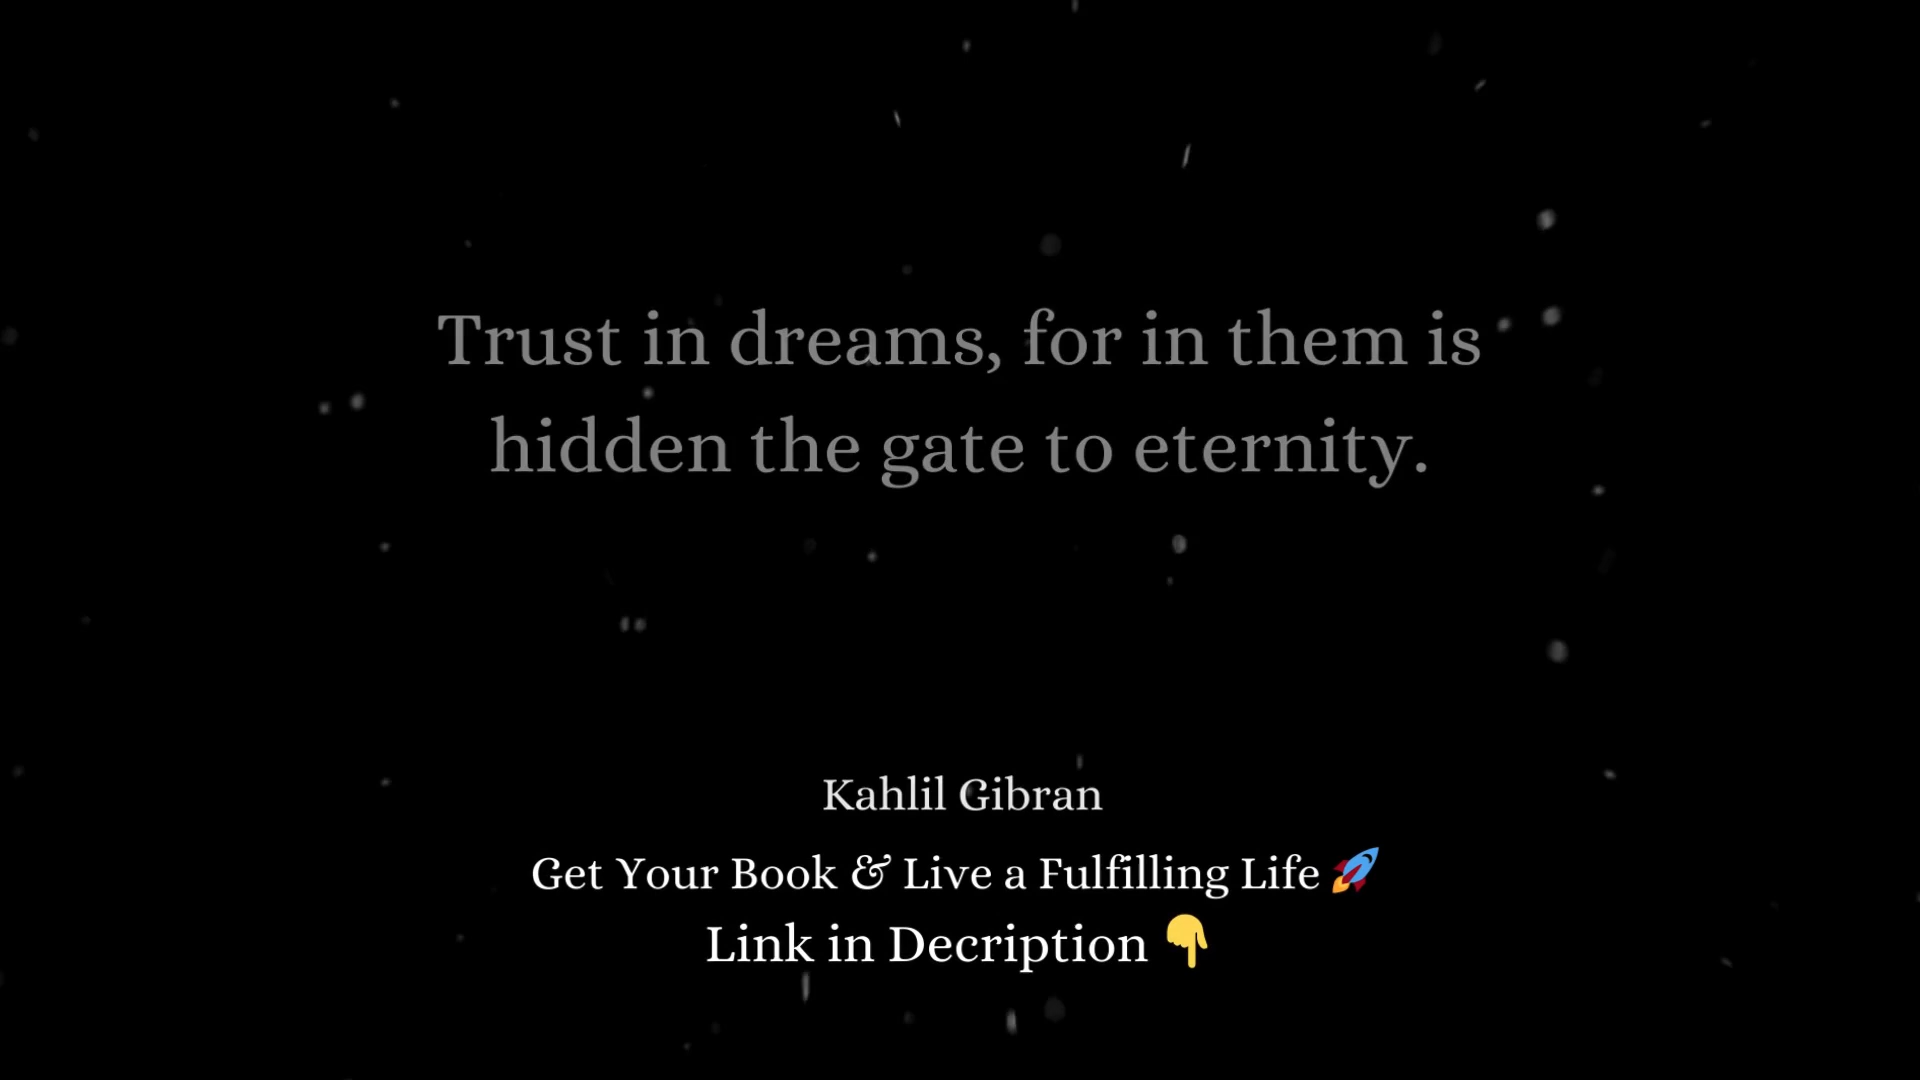 Trust in dreams, for in them is
hidden the gate to eternity.
Kahlil Gibran
Get Your Book & Live a Fulfilling Life 🚀
Link in Decription 👇